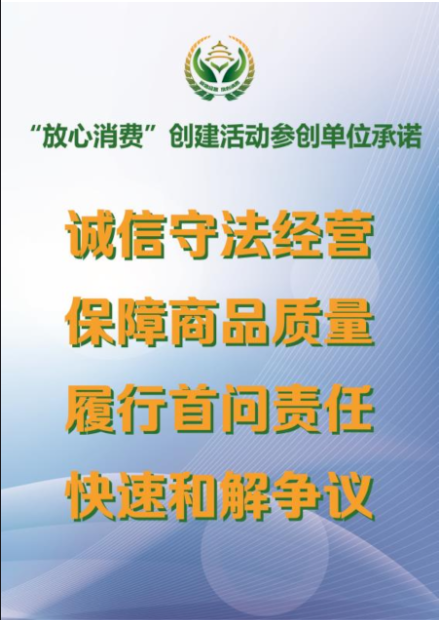 “放心消费”创建活动参创单位承诺
诚信守法经营
保障商品质量
履行首问责任
快速和解争议